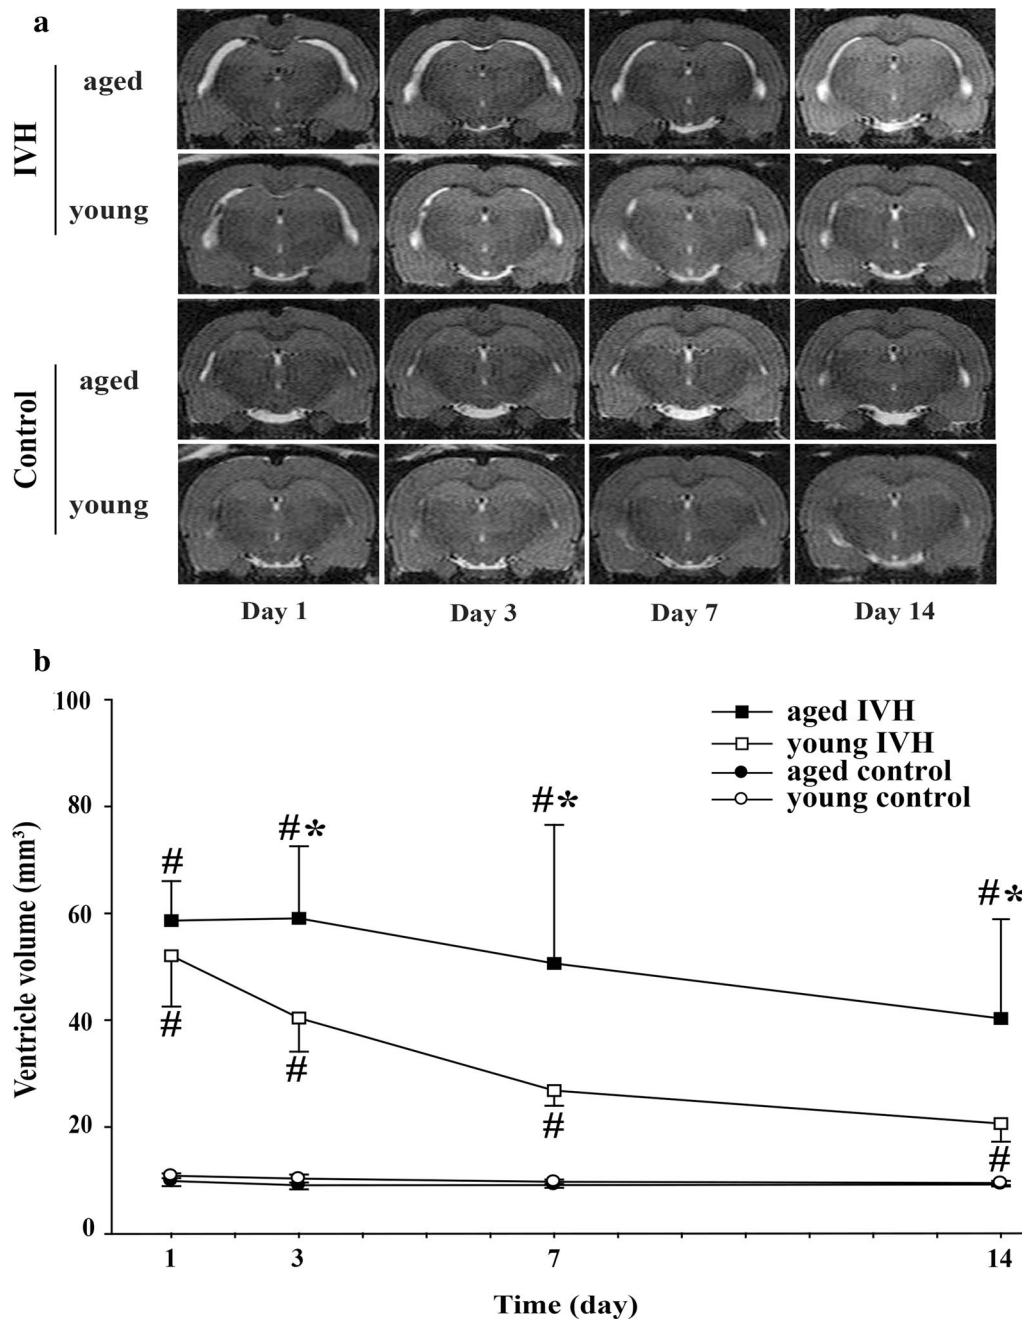 a
IVH
aged
young
Control
aged
young
Day 1
Day 3
Day 7
Day 14
b
Ventricle volume (mm³)
100
80
60
40
20
0
aged IVH
young IVH
aged control
young control
#
#*
#*
#*
#
#
#
#
1
3
7
14
Time (day)